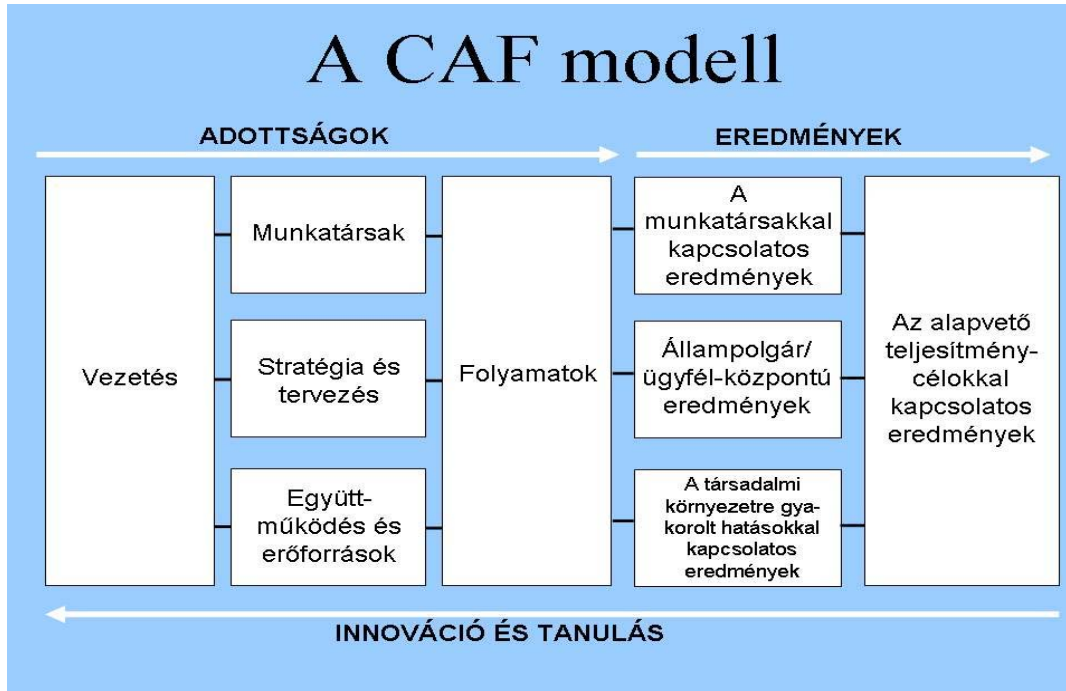 A CAF modell
ADOTTSÁGOK
EREDMÉNYEK
Vezetés
Munkatársak
Stratégia és
tervezés
Együtt-
működés és
erőforrások
Folyamatok
A
munkatársakkal
kapcsolatos
eredmények
Állampolgár/
ügyfél-központú
eredmények
A társadalmi
környezetre gya-
korolt hatásokkal
kapcsolatos
eredmények
Az alapvető
teljesítmény-
célokkal
kapcsolatos
eredmények
INNOVÁCIÓ ÉS TANULÁS